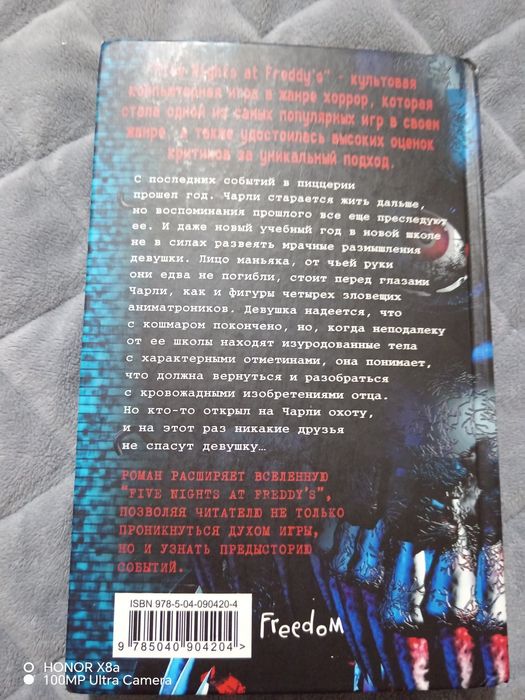 "Five Nights at Freddy's" - культовая
компьютерная игра в жанре хоррор, которая
стала одной из самых популярных игр в своем
жанре, а также удостоилась высоких оценок
критиков за уникальный подход.
С последних событий в пиццерии
прошел год. Чарли старается жить дальше,
но воспоминания прошлого все еще преследуют
ее. И даже новый учебный год в новой школе
не в силах развеять мрачные размышления
девушки. Лицо маньяка, от чьей руки
они едва не погибли, стоит перед глазами
Чарли, как и фигуры четырех зловещих
аниматроников. Девушка надеется, что
с кошмаром покончено, но, когда неподалеку
от ее школы находят изуродованные тела
с характерными отметинами, она понимает,
что должна вернуться и разобраться
с кровожадными изобретениями отца.
Но кто-то открыл на Чарли охоту,
и на этот раз никакие друзья
не спасут девушку...
РОМАН РАСШИРЯЕТ ВСЕЛЕННУЮ
"FIVE NIGHTS AT FREDDY'S",
ПОЗВОЛЯЯ ЧИТАТЕЛЮ НЕ ТОЛЬКО
ПРОНИКНУТЬСЯ ДУХОМ ИГРЫ,
НО И УЗНАТЬ ПРЕДЫСТОРИЮ
СОБЫТИЙ.
ISBN 978-5-04-090420-4
9 785040 904204 >
Freedom
HONOR X8a
100MP Ultra Camera